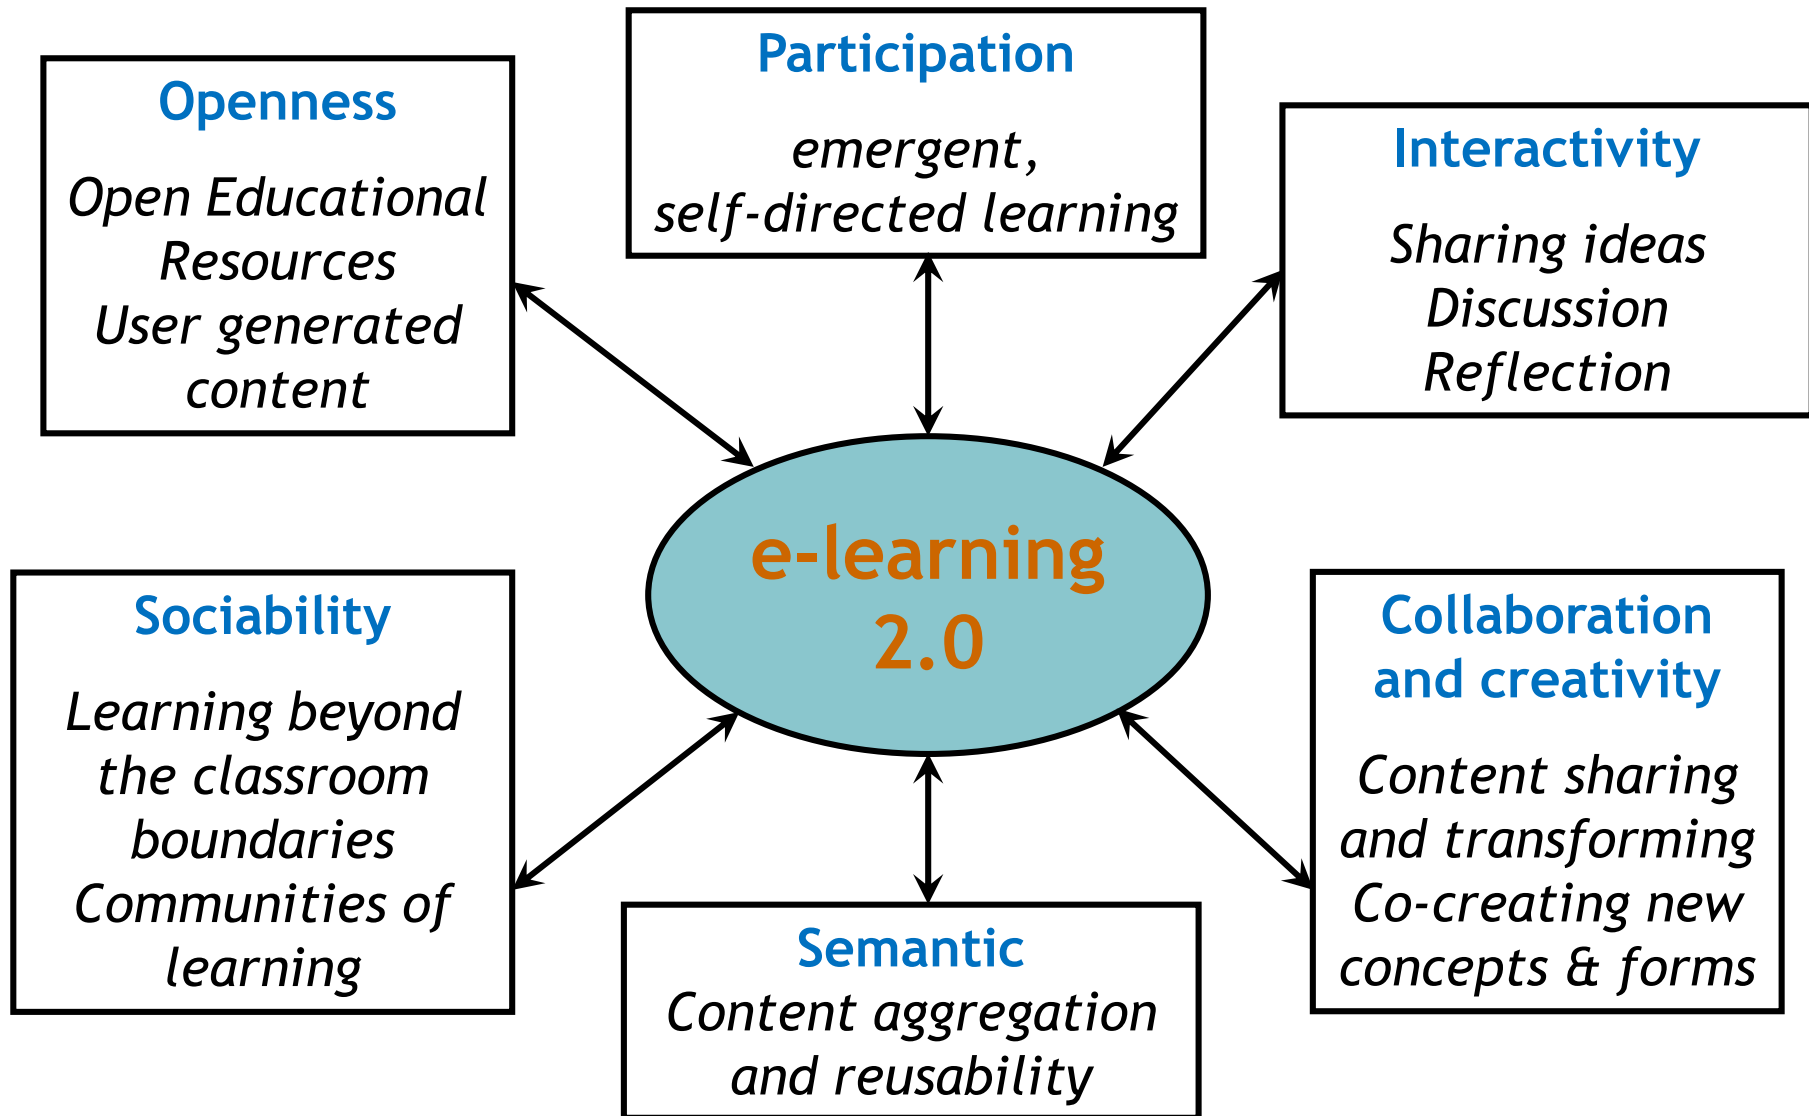 Openness
Open Educational
Resources
User generated
content
Participation
emergent,
self-directed learning
Interactivity
Sharing ideas
Discussion
Reflection
e-learning
2.0
Sociability
Learning beyond
the classroom
boundaries
Communities of
learning
Semantic
Content aggregation
and reusability
Collaboration
and creativity
Content sharing
and transforming
Co-creating new
concepts & forms